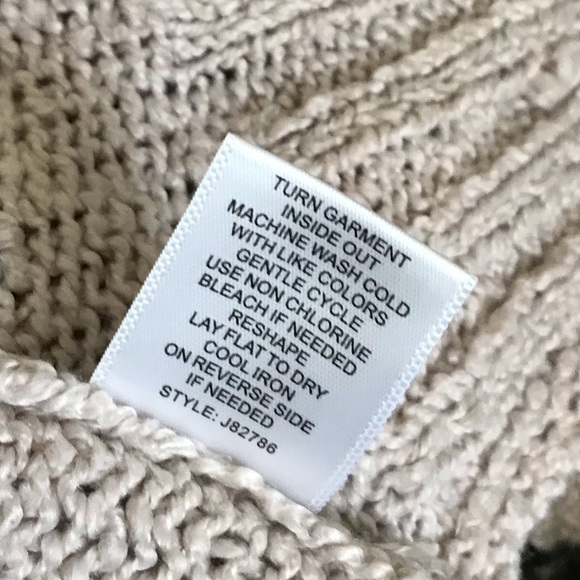 TURN GARMENT
INSIDE OUT
MACHINE WASH COLD
WITH LIKE COLORS
GENTLE CYCLE
USE NON CHLORINE
BLEACH IF NEEDED
RESHAPE
LAY FLAT TO DRY
COOL IRON
ON REVERSE SIDE
IF NEEDED
STYLE: J82786